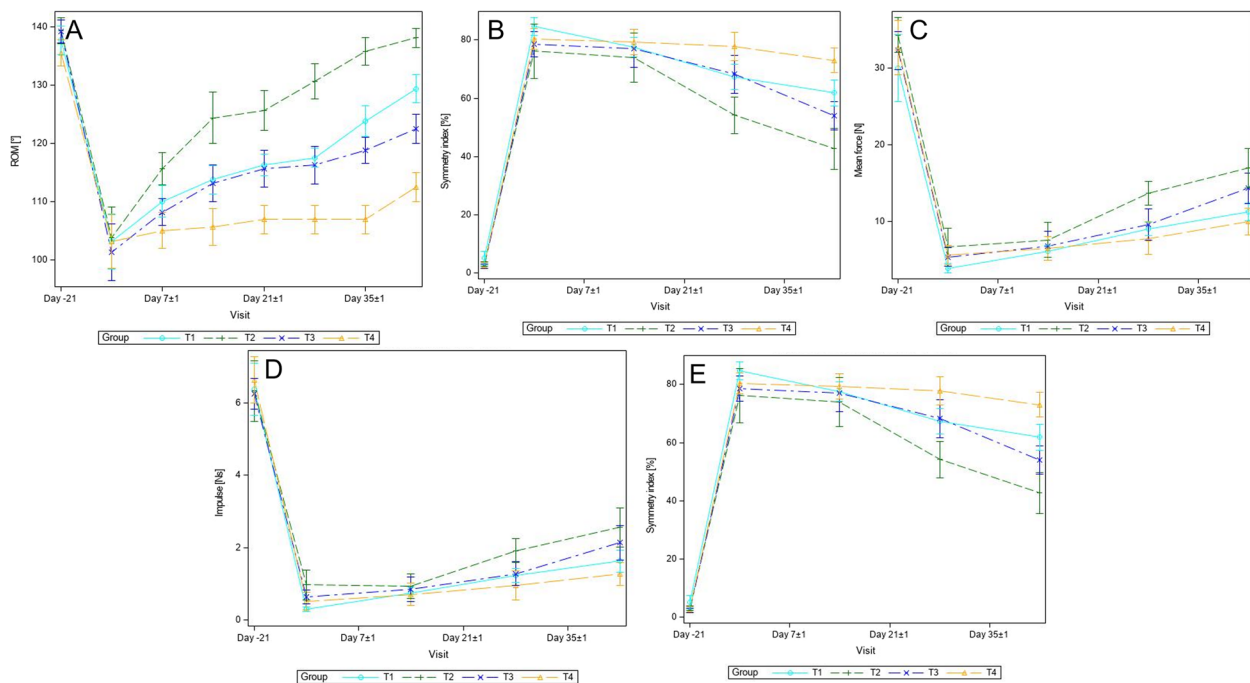 A
ROM [°]
140
130
120
110
100
Day -21 Day 7±1 Day 21±1 Day 35±1
Visit
Group T1 T2 T3 T4
B
Symmetry index [%]
80
60
40
20
0
Day -21 Day 7±1 Day 21±1 Day 35±1
Visit
Group T1 T2 T3 T4
C
Mean force [N]
30
20
10
Day -21 Day 7±1 Day 21±1 Day 35±1
Visit
Group T1 T2 T3 T4
D
Impulse [Ns]
6
4
2
0
Day -21 Day 7±1 Day 21±1 Day 35±1
Visit
Group T1 T2 T3 T4
E
Symmetry index [%]
80
60
40
20
0
Day -21 Day 7±1 Day 21±1 Day 35±1
Visit
Group T1 T2 T3 T4